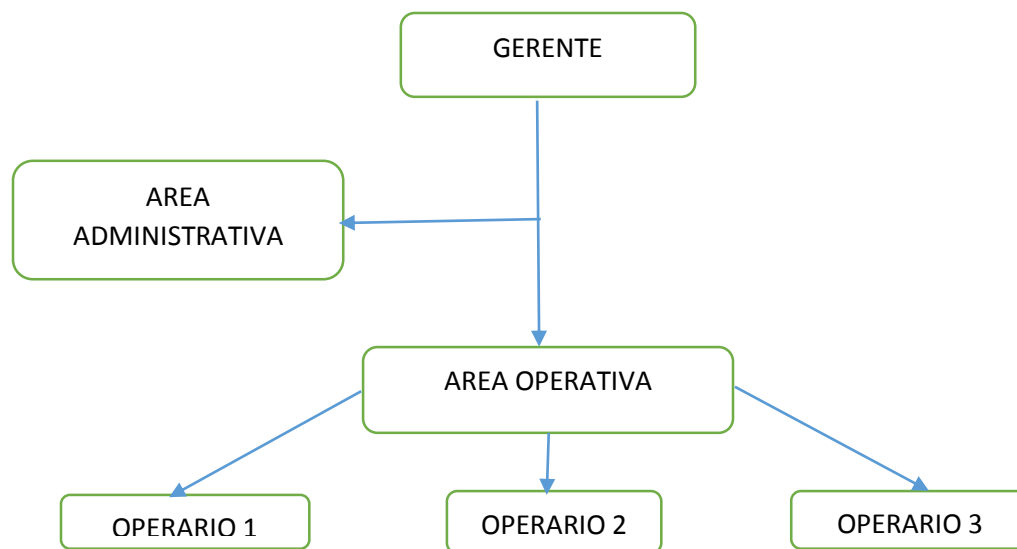 GERENTE
AREA
ADMINISTRATIVA
AREA OPERATIVA
OPERARIO 1
OPERARIO 2
OPERARIO 3